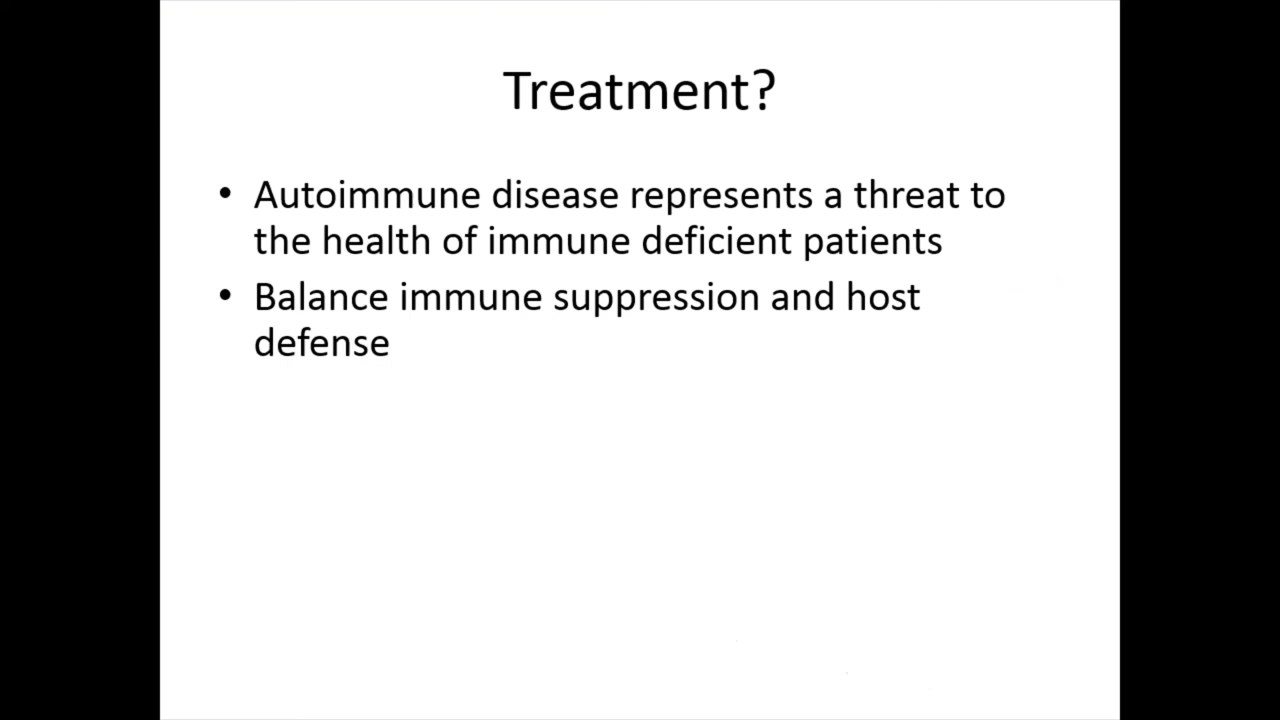 Treatment?
• Autoimmune disease represents a threat to
the health of immune deficient patients
• Balance immune suppression and host
defense